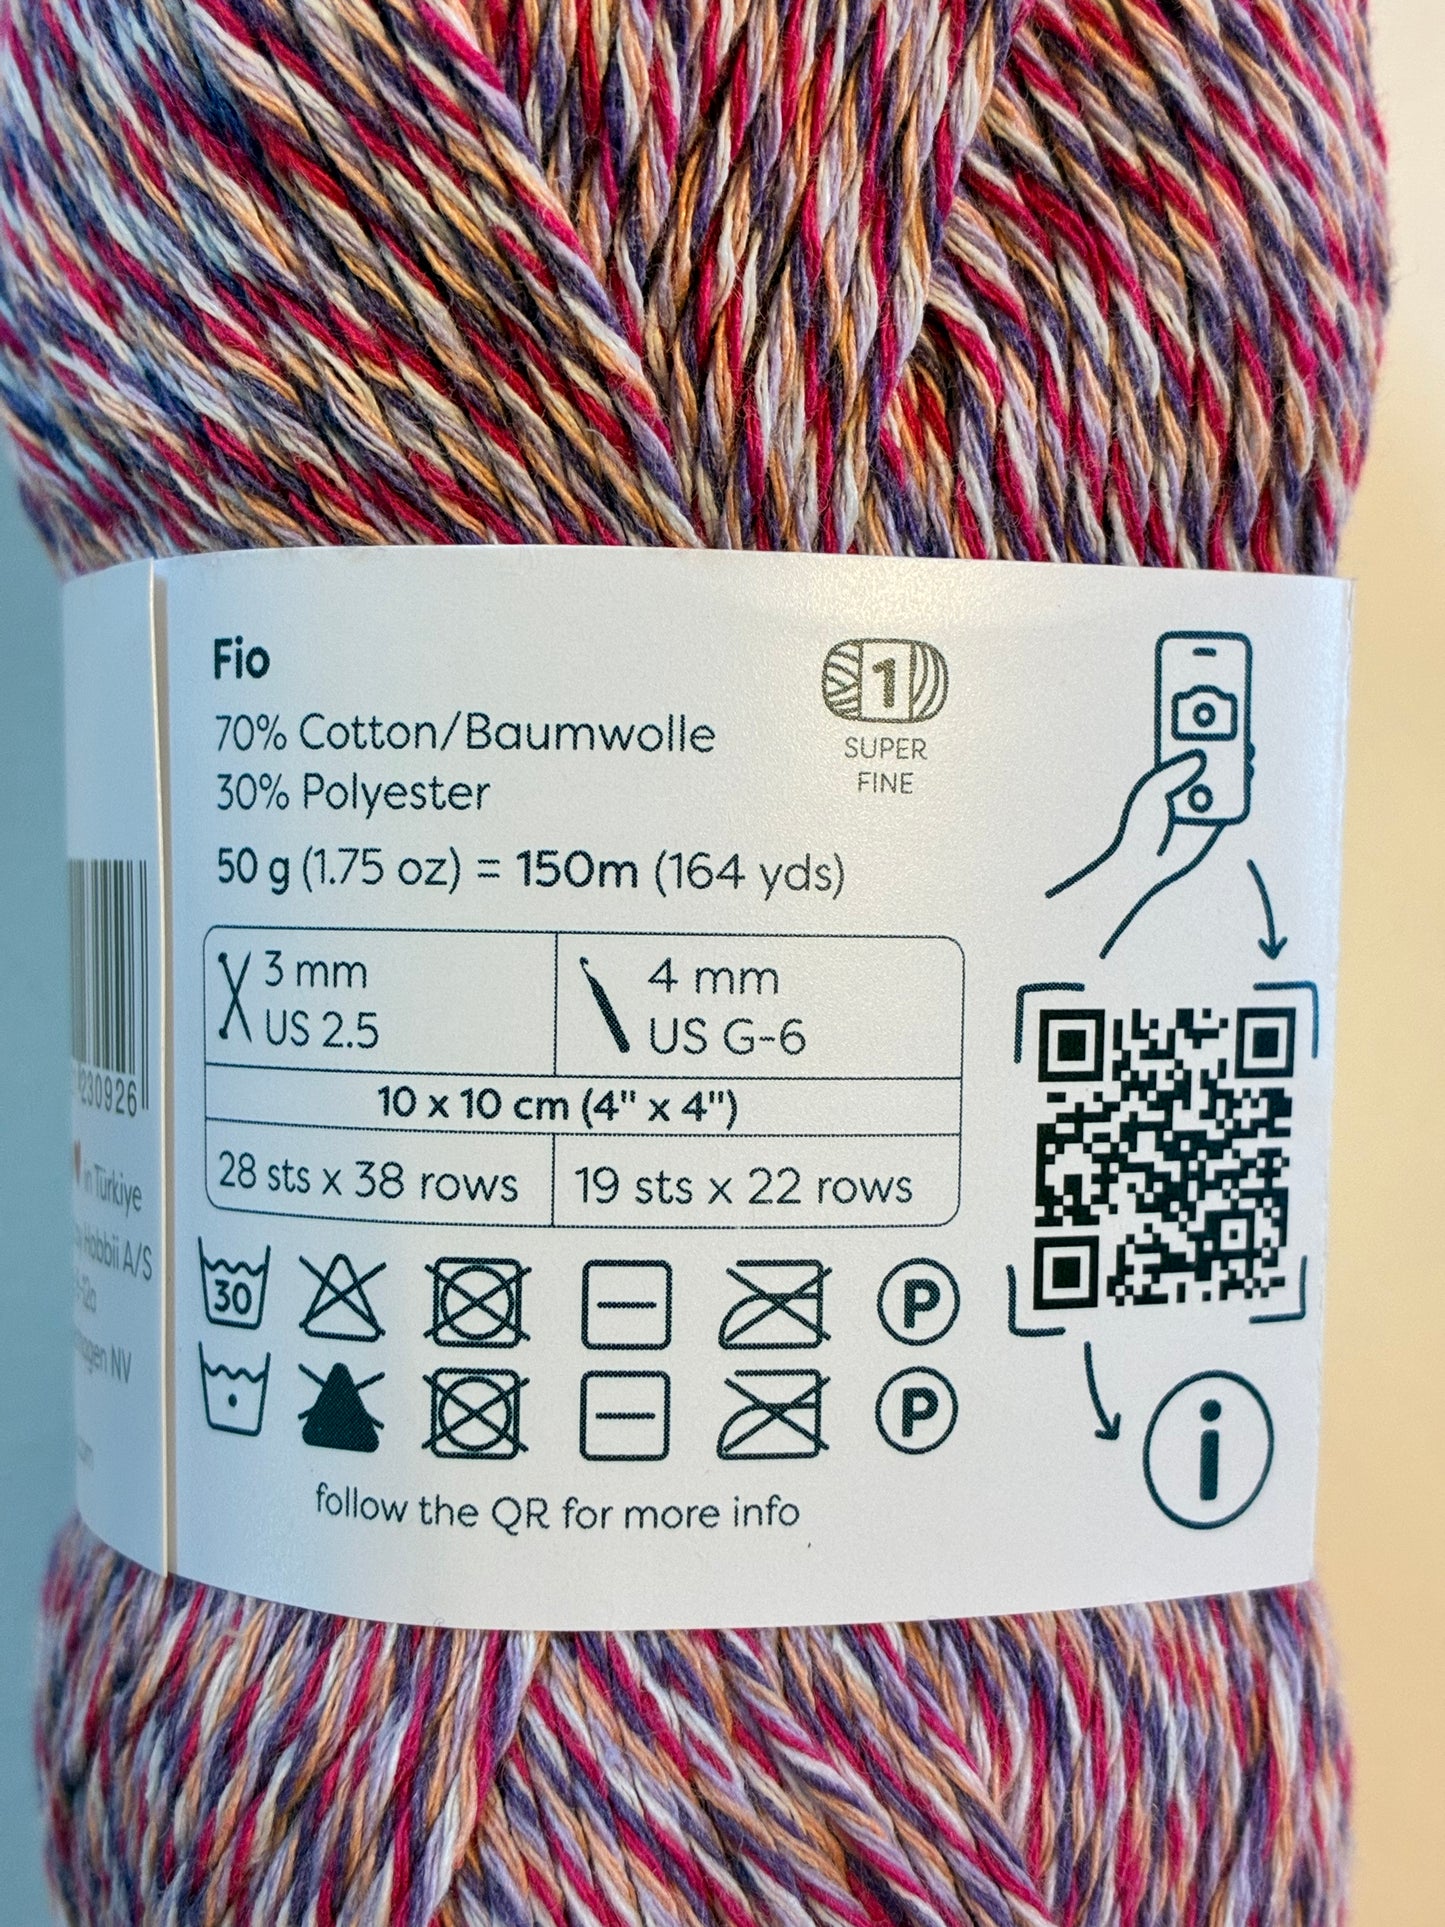 Fio
70% Cotton/Baumwolle
30% Polyester
50 g (1.75 oz) = 150m (164 yds)
1
SUPER
FINE
3 mm
US 2.5
4 mm
US G-6
10 x 10 cm (4" x 4")
28 sts x 38 rows
19 sts x 22 rows
30
P
P
follow the QR for more info
i
230926
in Türkiye
Hobbii A/S
NV